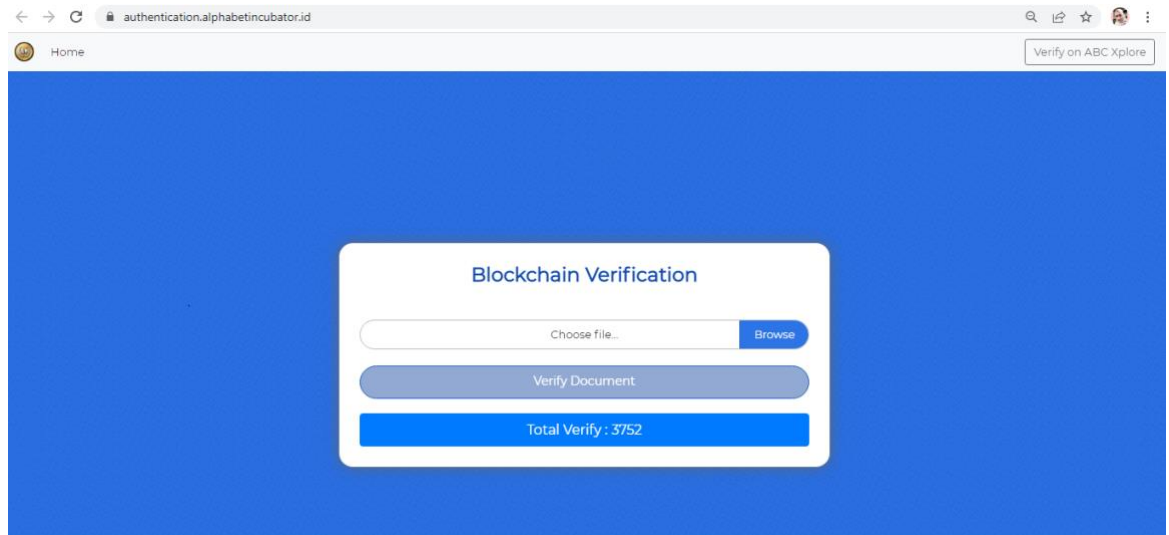 authentication.alphabetincubator.id
Home
Verify on ABC Xplore
Blockchain Verification
Choose file...
Browse
Verify Document
Total Verify : 3752